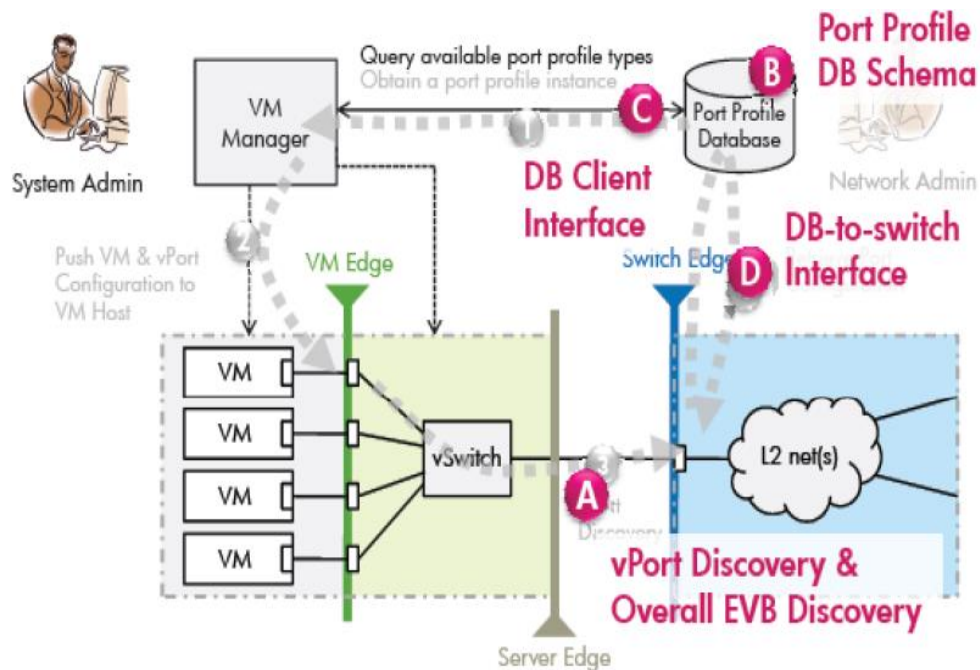 Port Profile
DB Schema
Query available port profile types
Obtain a port profile instance
B
C
VM
Manager
1
Port Profile
Database
System Admin
DB Client
Interface
Network Admin
2
Push VM & vPort
Configuration to
VM Host
VM Edge
Switch Edge
DB-to-switch
Interface
D
VM
VM
VM
VM
vSwitch
3
A
Discovery
L2 net(s)
vPort Discovery &
Overall EVB Discovery
Server Edge